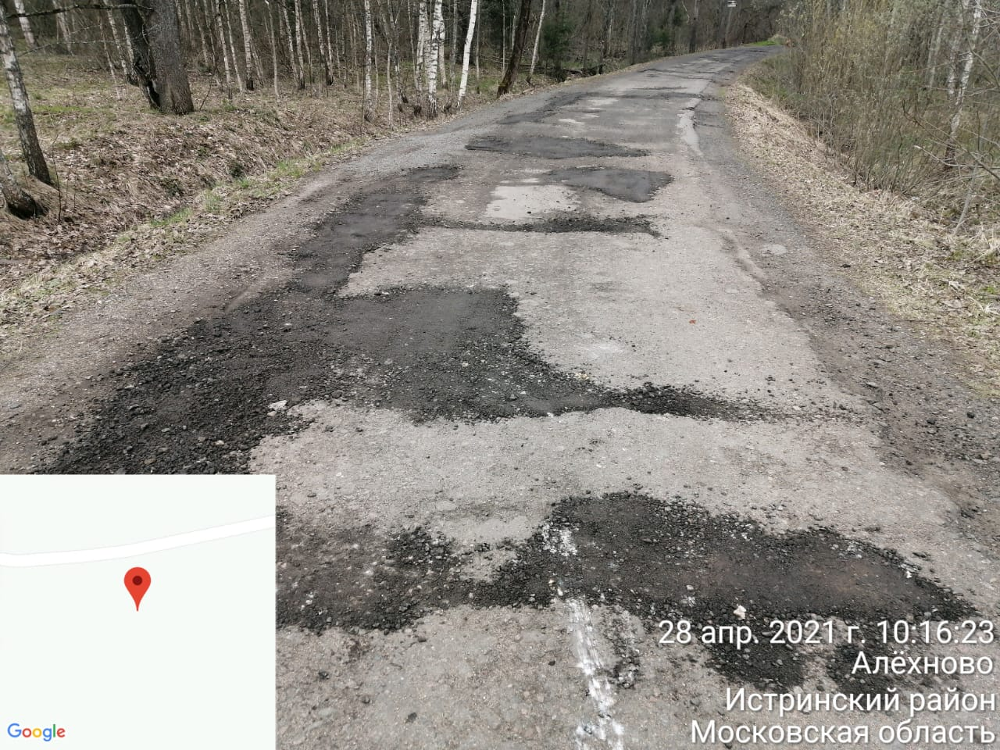 28 апр. 2021 г. 10:16:23
Алёхново
Истринский район
Московская область
Google